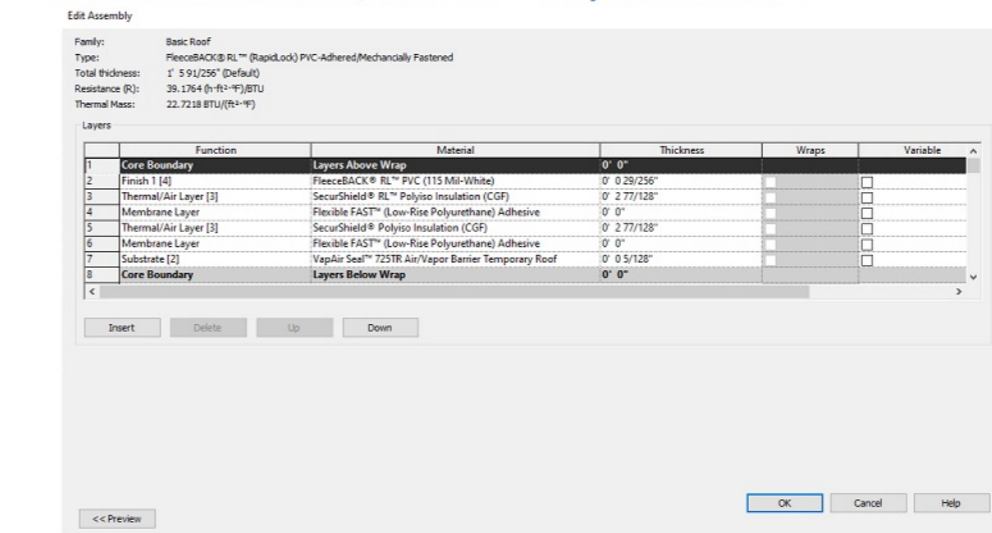 Edit Assembly
Family: Basic Roof
Type: FleeceBACK® RL™ (RapidLock) PVC-Adhered/Mechancially Fastened
Total thickness: 1' 5 91/256" (Default)
Resistance (R): 39.1764 (h·ft²·°F)/BTU
Thermal Mass: 22.7218 BTU/(ft²·°F)
Layers
Function Material Thickness Wraps Variable
1 Core Boundary Layers Above Wrap 0' 0"
2 Finish 1 [4] FleeceBACK® RL™ PVC (115 Mil-White) 0' 0 29/256"
3 Thermal/Air Layer [3] SecurShield® RL™ Polyiso Insulation (CGF) 0' 2 77/128"
4 Membrane Layer Flexible FAST™ (Low-Rise Polyurethane) Adhesive 0' 0"
5 Thermal/Air Layer [3] SecurShield® Polyiso Insulation (CGF) 0' 2 77/128"
6 Membrane Layer Flexible FAST™ (Low-Rise Polyurethane) Adhesive 0' 0"
7 Substrate [2] VapAir Seal™ 725TR Air/Vapor Barrier Temporary Roof 0' 0 5/128"
8 Core Boundary Layers Below Wrap 0' 0"
Insert Delete Up Down
OK Cancel Help
<< Preview